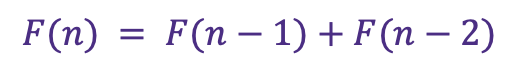 F(n) = F(n − 1) + F(n − 2)